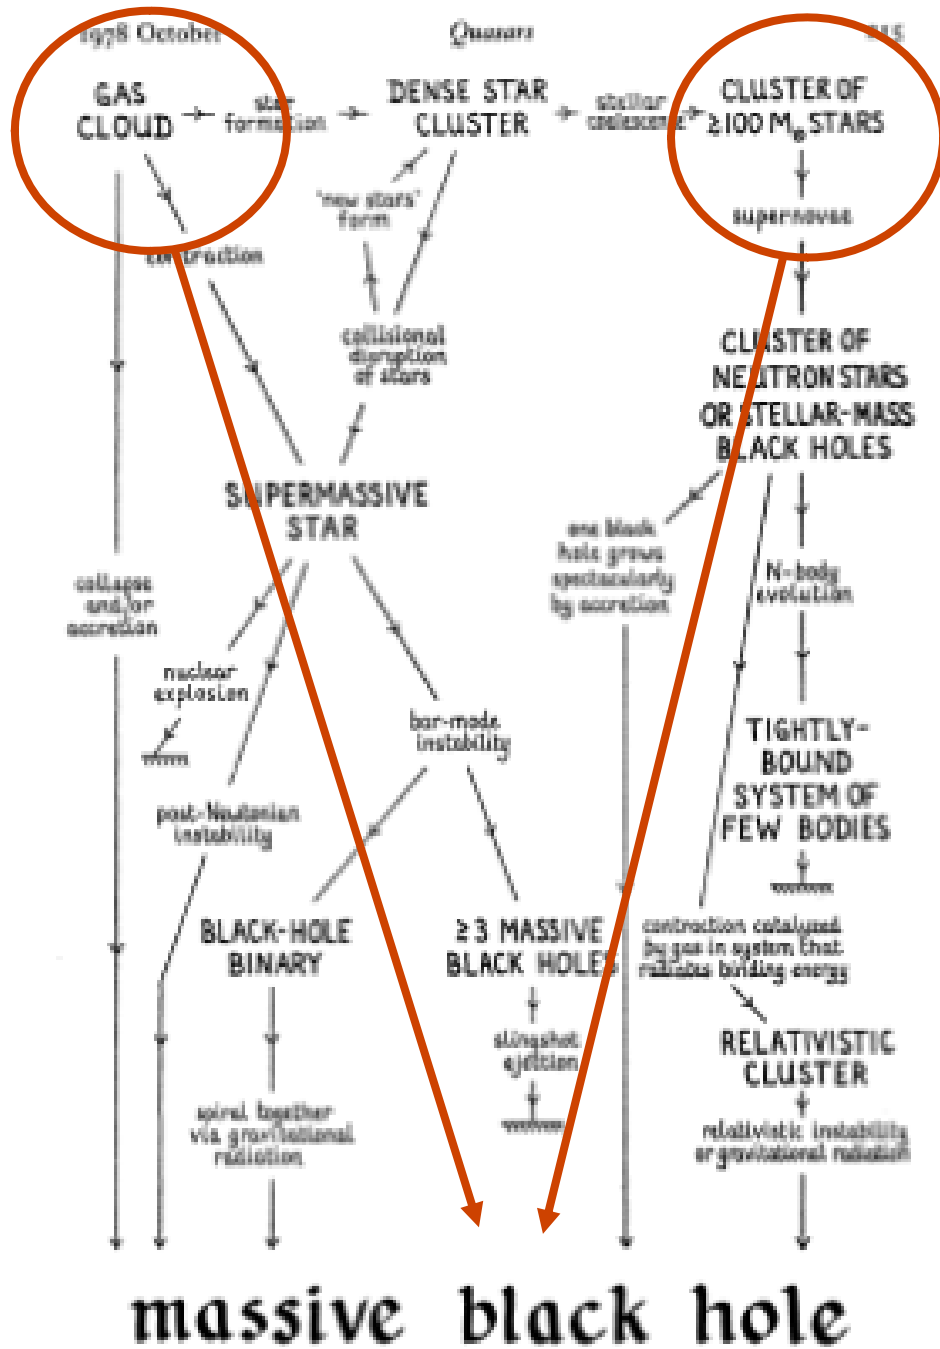 1978 October Quasars
GAS
CLOUD
star
formation
DENSE STAR
CLUSTER
stellar
coalescence
CLUSTER OF
≥100 M⊙ STARS
'new stars'
form
supernovae
contraction
collisional
disruption
of stars
CLUSTER OF
NEUTRON STARS
OR STELLAR-MASS
BLACK HOLES
SUPERMASSIVE
STAR
one black
hole grows
spectacularly
by accretion
N-body
evolution
collapse
and/or
accretion
nuclear
explosion
bar-mode
instability
TIGHTLY-
BOUND
SYSTEM OF
FEW BODIES
post-Newtonian
instability
BLACK-HOLE
BINARY
≥3 MASSIVE
BLACK HOLES
contraction catalysed
by gas in system that
radiates binding energy
slingshot
ejection
RELATIVISTIC
CLUSTER
spiral together
via gravitational
radiation
relativistic instability
or gravitational radiation
massive black hole